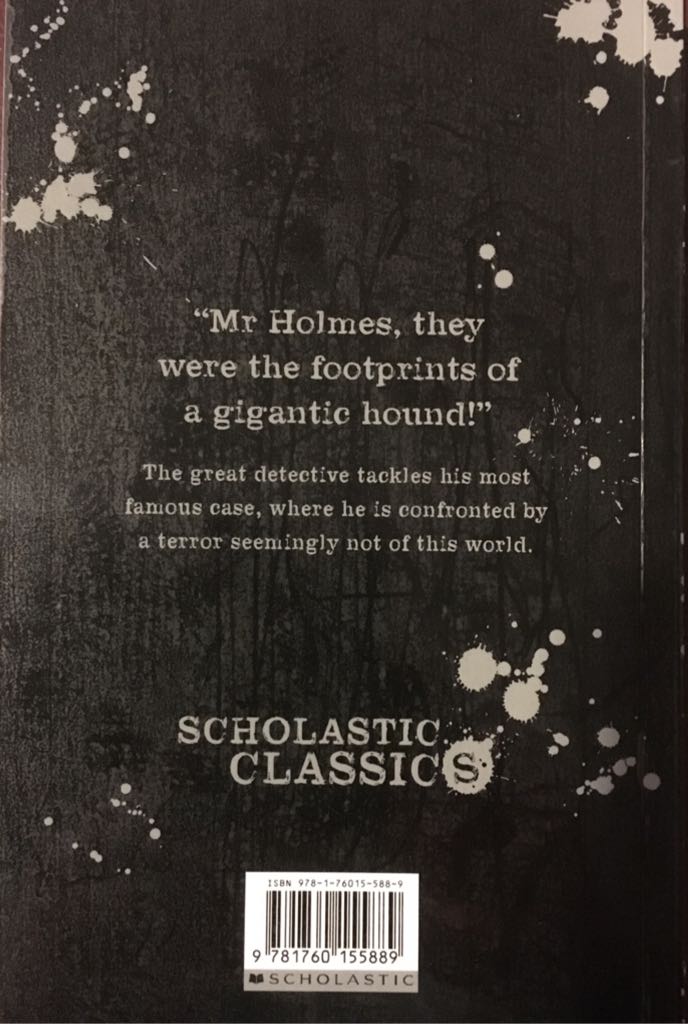 “Mr Holmes, they
were the footprints of
a gigantic hound!”
The great detective tackles his most
famous case, where he is confronted by
a terror seemingly not of this world.
SCHOLASTIC
CLASSICS
ISBN 978-1-76015-588-9
9 781760 155889
SCHOLASTIC